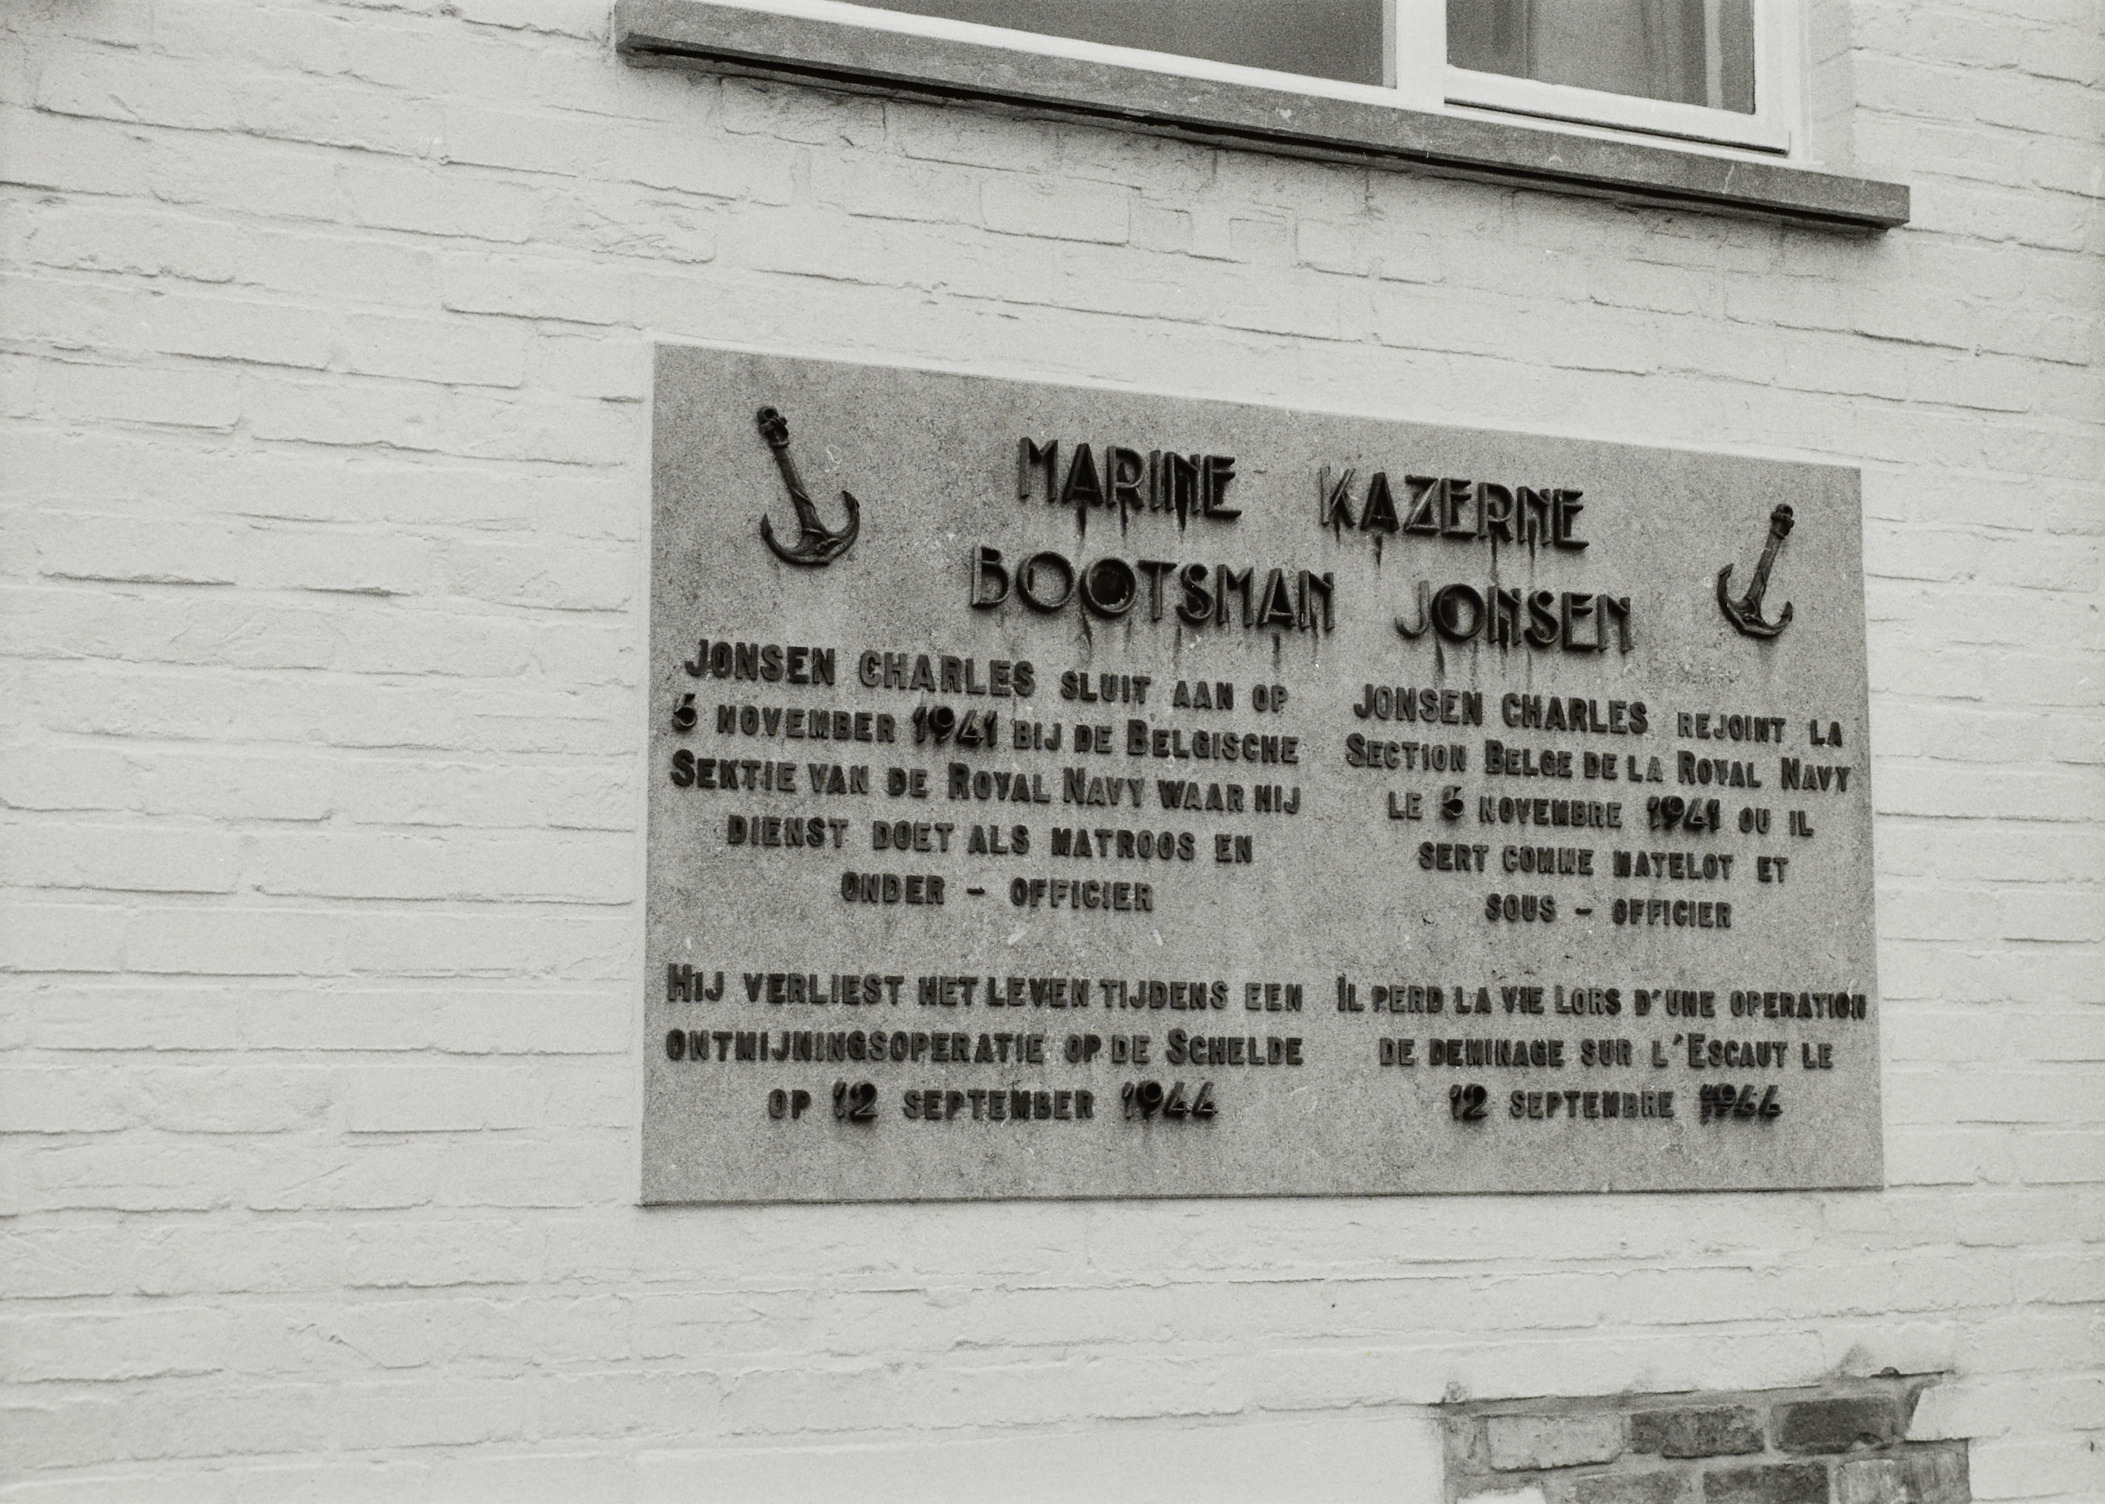 MARINE KAZERNE
BOOTSMAN JONSEN
JONSEN CHARLES SLUIT AAN OP
5 NOVEMBER 1941 BIJ DE BELGISCHE
SEKTIE VAN DE ROYAL NAVY WAAR HIJ
DIENST DOET ALS MATROOS EN
ONDER - OFFICIER
HIJ VERLIEST HET LEVEN TIJDENS EEN
ONTMIJNINGSOPERATIE OP DE SCHELDE
OP 12 SEPTEMBER 1944
JONSEN CHARLES REJOINT LA
SECTION BELGE DE LA ROYAL NAVY
LE 5 NOVEMBRE 1941 OU IL
SERT COMME MATELOT ET
SOUS - OFFICIER
IL PERD LA VIE LORS D'UNE OPERATION
DE DEMINAGE SUR L'ESCAUT LE
12 SEPTEMBRE 1944